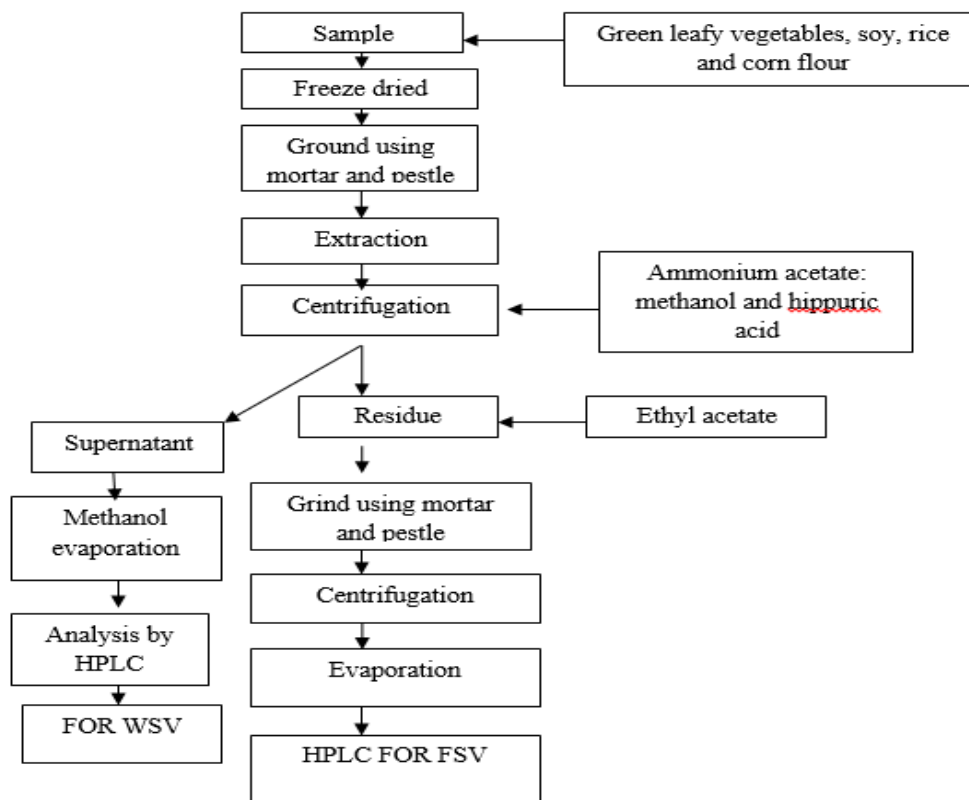 Sample
Green leafy vegetables, soy, rice
and corn flour
Freeze dried
Ground using
mortar and pestle
Extraction
Centrifugation
Ammonium acetate:
methanol and hippuric
acid
Supernatant
Residue
Ethyl acetate
Methanol
evaporation
Grind using mortar
and pestle
Analysis by
HPLC
Centrifugation
FOR WSV
Evaporation
HPLC FOR FSV